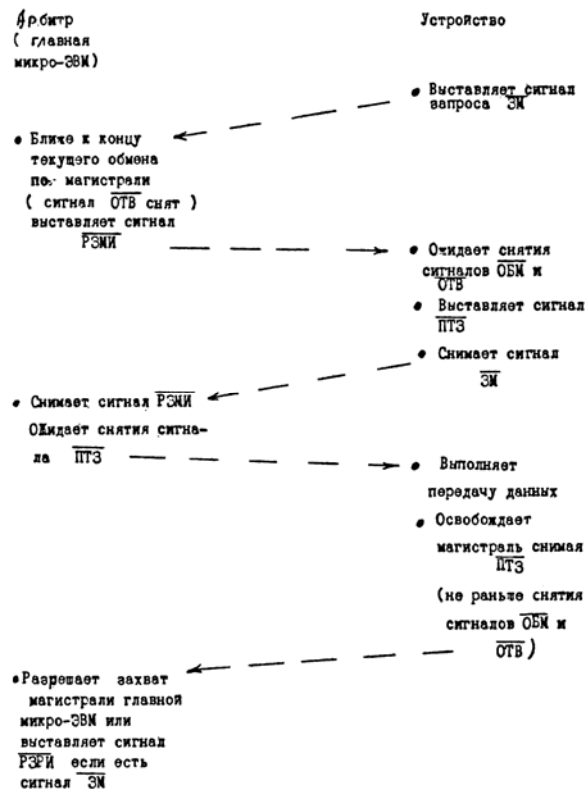 Арбитр
( главная
микро-ЭВМ)
Устройство
• Выставляет сигнал
запроса ЗМ
• Ближе к концу
текущего обмена
по магистрали
( сигнал ОТВ снят )
выставляет сигнал
РЗМИ
• Ожидает снятия
сигналов ОБМ и
ОТВ
• Выставляет сигнал
ПТЗ
• Снимает сигнал
ЗМ
• Снимает сигнал РЗМИ
Ожидает снятия сигна-
ла ПТЗ
• Выполняет
передачу данных
• Освобождает
магистраль снимая
ПТЗ
(не раньше снятия
сигналов ОБМ и
ОТВ)
• Разрешает захват
магистрали главной
микро-ЭВМ или
выставляет сигнал
РЗРИ если есть
сигнал ЗМ